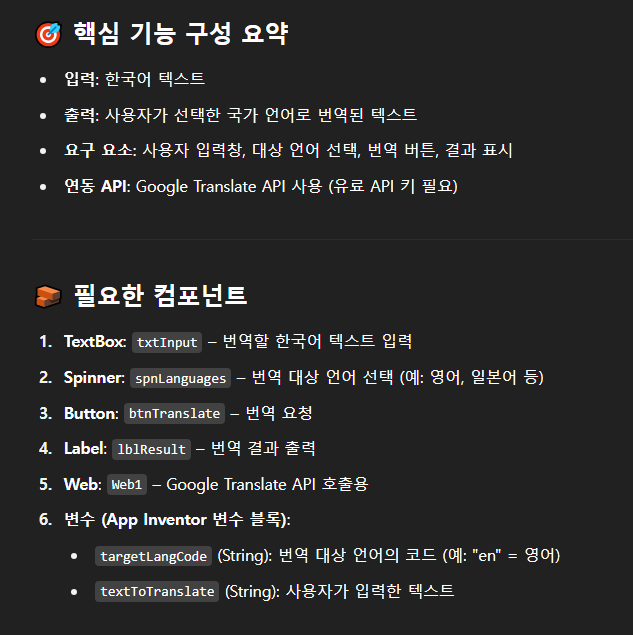 🎯 핵심 기능 구성 요약
• 입력: 한국어 텍스트
• 출력: 사용자가 선택한 국가 언어로 번역된 텍스트
• 요구 요소: 사용자 입력창, 대상 언어 선택, 번역 버튼, 결과 표시
• 연동 API: Google Translate API 사용 (유료 API 키 필요)
🧱 필요한 컴포넌트
1. TextBox: txtInput – 번역할 한국어 텍스트 입력
2. Spinner: spnLanguages – 번역 대상 언어 선택 (예: 영어, 일본어 등)
3. Button: btnTranslate – 번역 요청
4. Label: lblResult – 번역 결과 출력
5. Web: Web1 – Google Translate API 호출용
6. 변수 (App Inventor 변수 블록):
• targetLangCode (String): 번역 대상 언어의 코드 (예: "en" = 영어)
• textToTranslate (String): 사용자가 입력한 텍스트